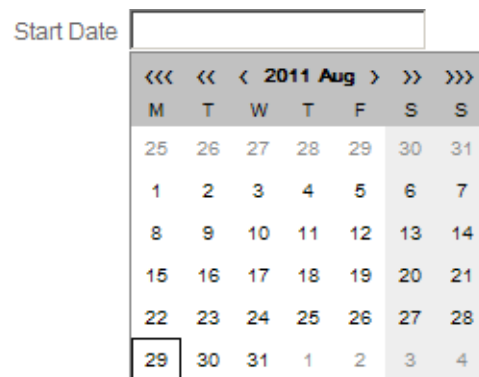 Start Date
‹‹‹ ‹‹ ‹ 2011 Aug › ›› ›››
M T W T F S S
25 26 27 28 29 30 31
1 2 3 4 5 6 7
8 9 10 11 12 13 14
15 16 17 18 19 20 21
22 23 24 25 26 27 28
29 30 31 1 2 3 4